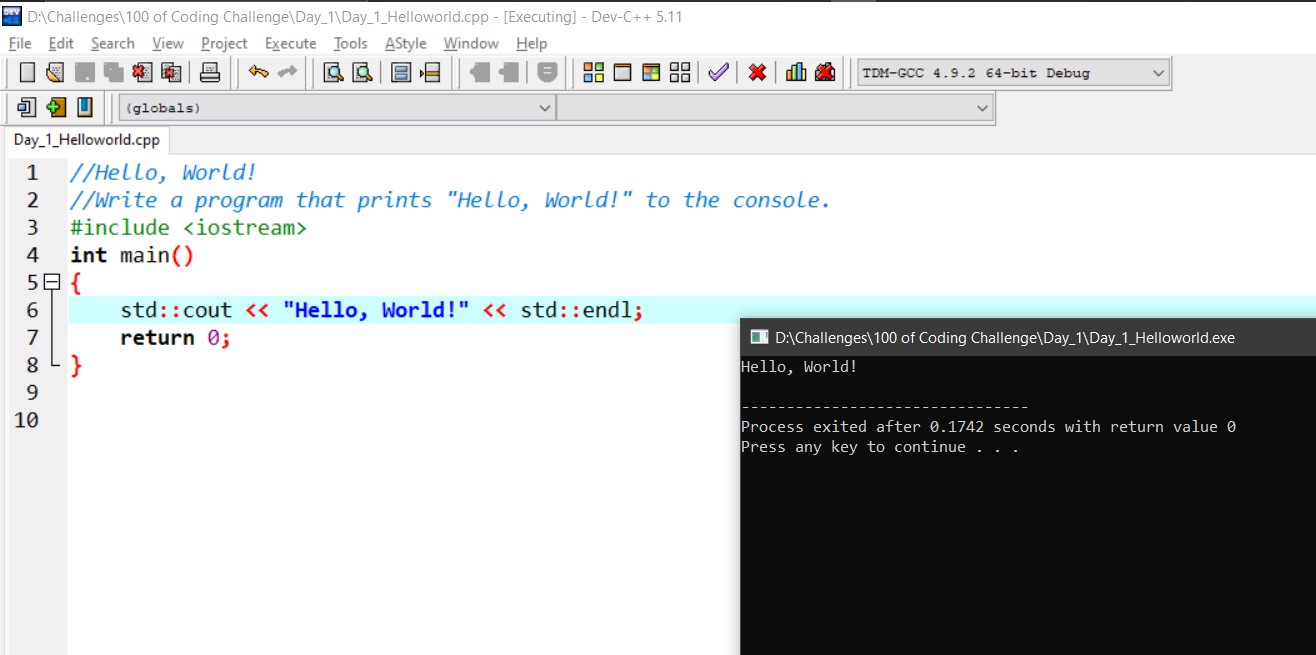 D:\Challenges\100 of Coding Challenge\Day_1\Day_1_Helloworld.cpp - [Executing] - Dev-C++ 5.11
File Edit Search View Project Execute Tools AStyle Window Help
TDM-GCC 4.9.2 64-bit Debug
(globals)
Day_1_Helloworld.cpp
1 //Hello, World!
2 //Write a program that prints "Hello, World!" to the console.
3 #include <iostream>
4 int main()
5 {
6 std::cout << "Hello, World!" << std::endl;
7 return 0;
8 }
9
10
D:\Challenges\100 of Coding Challenge\Day_1\Day_1_Helloworld.exe
Hello, World!
--------------------------------
Process exited after 0.1742 seconds with return value 0
Press any key to continue . . .